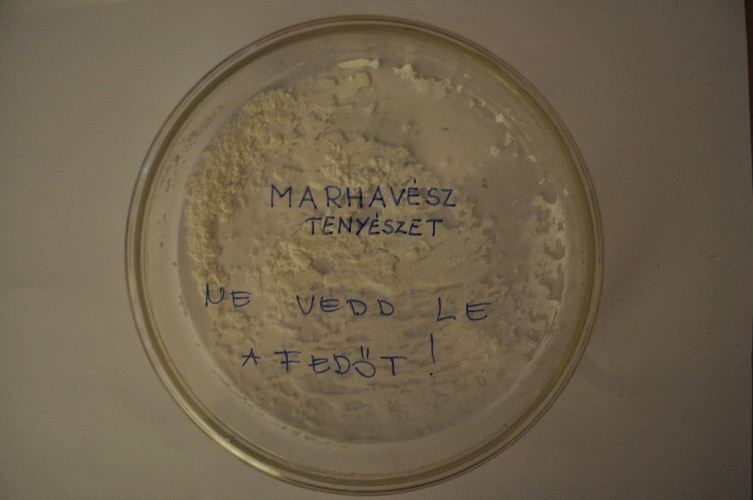 MARHAVÉSZ
TENYÉSZET
NE VEDD LE
A FEDŐT!